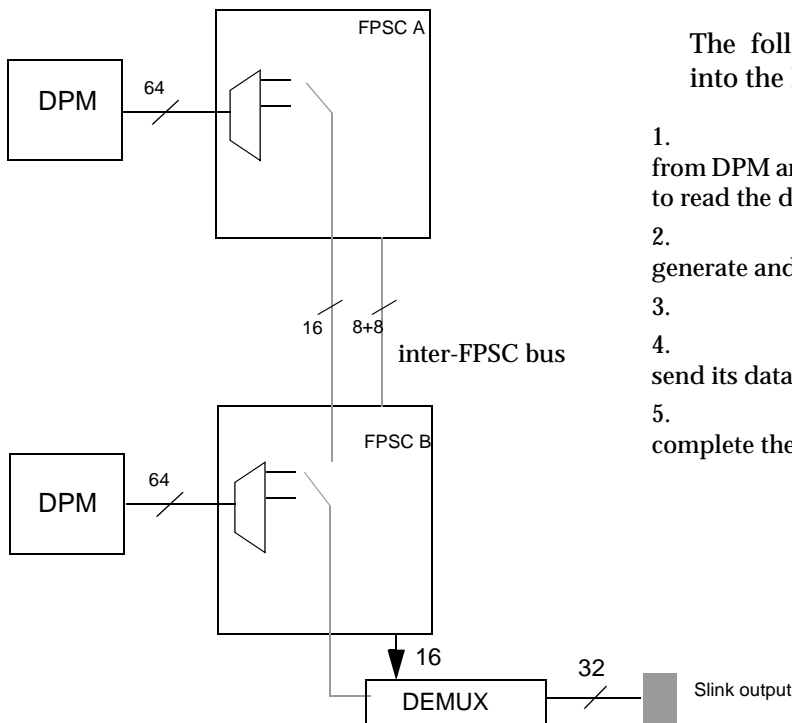 FPSC A
DPM
64
16
8+8
inter-FPSC bus
FPSC B
DPM
64
16
DEMUX
32
Slink output
The foll
into the
1.
from DPM a
to read the d
2.
generate and
3.
4.
send its data
5.
complete the